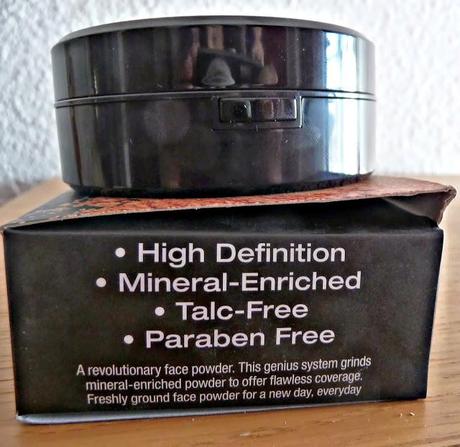 • High Definition
• Mineral-Enriched
• Talc-Free
• Paraben Free
A revolutionary face powder. This genius system grinds
mineral-enriched powder to offer flawless coverage.
Freshly ground face powder for a new day, everyday